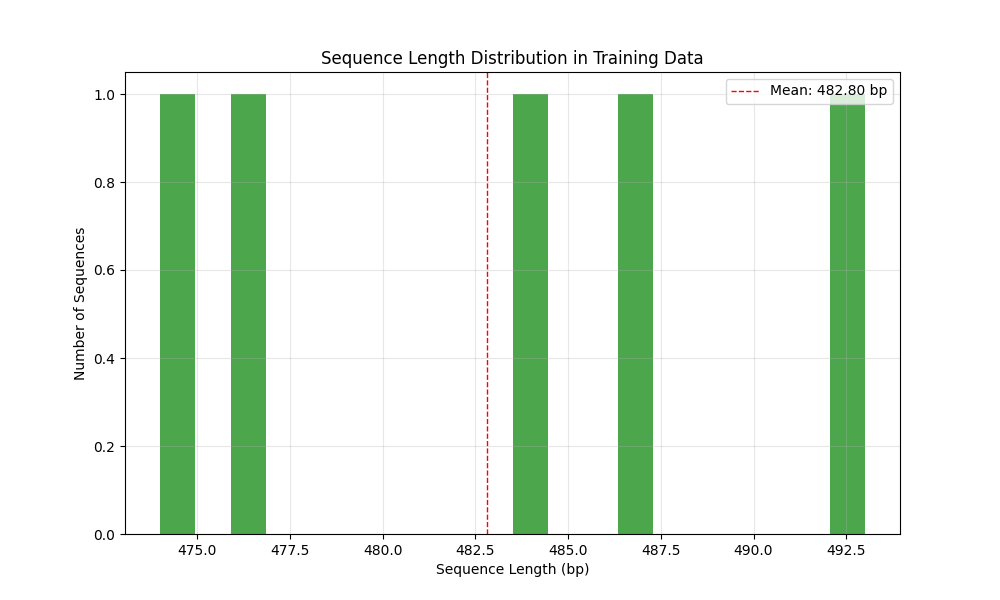 Sequence Length Distribution in Training Data
Mean: 482.80 bp
1.0
0.8
0.6
0.4
0.2
0.0
Number of Sequences
475.0 477.5 480.0 482.5 485.0 487.5 490.0 492.5
Sequence Length (bp)